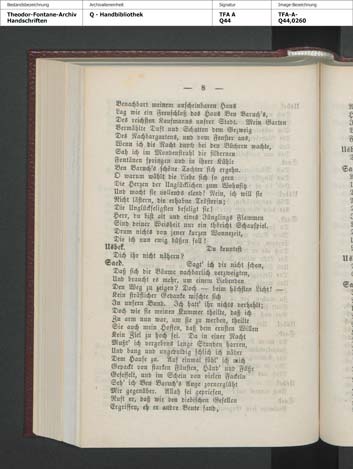 Bestandsbezeichnung
Archivalieneinheit
Signatur
Image-Bezeichnung
Theodor-Fontane-Archiv
Handschriften
Q - Handbibliothek
TFA A
Q44
TFA-A-
Q44,0260
— 8 —
Benachbart meinem unscheinbaren Haus
Lag wie ein Feenschloß das Haus Ben Baruch's,
Des reichsten Kaufmanns unsrer Stadt. Mein Garten
Vermählte Duft und Schatten dem Gezweig
Des Nachbargartens, und dem Fenster aus,
Wenn ich die Nacht durch bei den Büchern wachte,
Sah ich im Mondenstrahl die silbernen
Fontänen springen und in ihrer Kühle
Ben Baruch's schöne Tochter sich ergehn.
O warum wählt die Liebe sich so gern
Die Herzen der Unglücklichen zum Wohnsitz
Und macht sie vollends elend? Nein, ich will sie
Nicht lästern, die erhabne Trösterin;
Die Unglückseligsten beseligt sie!
Herr, du bist alt und eines Jünglings Flammen
Sind deiner Weisheit nur ein thöricht Schauspiel.
Drum nichts von jener kurzen Wonnezeit,
Die ich nun ewig büßen soll!
Usbek. Du konntest
Dich ihr nicht nähern?
Saed. Sagt' ich dir nicht schon,
Daß sich die Bäume nachbarlich verzweigten,
Und braucht es mehr, um einem Liebenden
Den Weg zu zeigen? Doch — beim höchsten Licht! —
Kein sträflicher Gedanke mischte sich
In unsern Bund. Ich hatt' ihr nichts verhehlt;
Doch wie sie meinen Kummer theilte, daß ich
Zu arm nun war, um sie zu werben, theilte
Sie auch mein Hoffen, daß dem ernsten Willen
Kein Ziel zu hoch sei. Da in einer Nacht
Mußt' ich vergebens lange Stunden harren,
Und bang und ungeduldig schlich ich näher
Dem Hause zu. Auf einmal fühl' ich mich
Gepackt von starken Fäusten, Händ' und Füße
Gefesselt, und im Schein von vielen Fackeln
Seh' ich Ben Baruch's Auge zornerglüht
Mir gegenüber. Allah sei gepriesen,
Ruft er, daß wir den diebischen Gesellen
Ergriffen, eh er andre Beute fand,